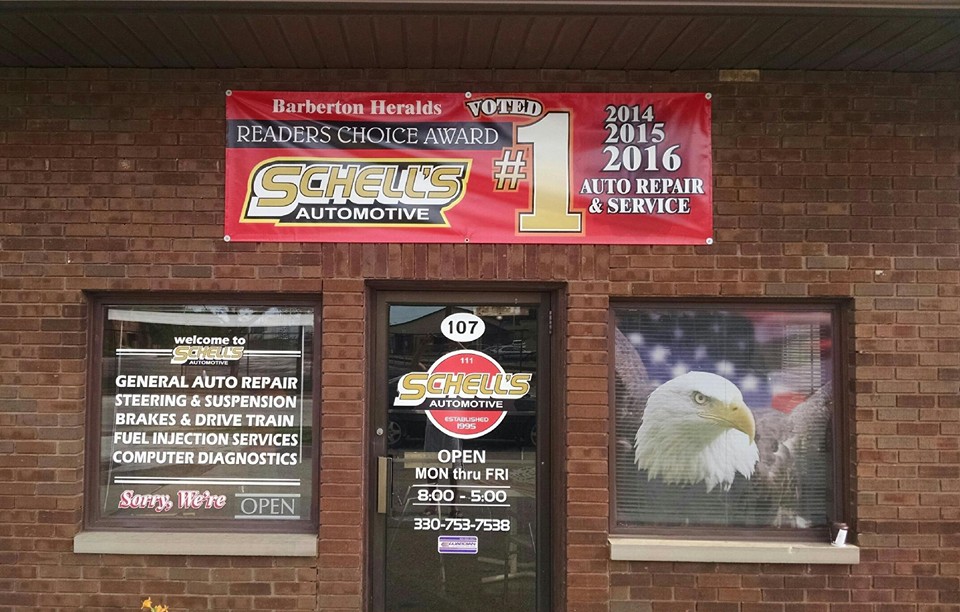 Barberton Heralds
READERS CHOICE AWARD
SCHELL'S
AUTOMOTIVE
VOTED
#1
2014
2015
2016
AUTO REPAIR
& SERVICE
welcome to
SCHELL'S
AUTOMOTIVE
GENERAL AUTO REPAIR
STEERING & SUSPENSION
BRAKES & DRIVE TRAIN
FUEL INJECTION SERVICES
COMPUTER DIAGNOSTICS
Sorry, We're
OPEN
107
111
SCHELL'S
AUTOMOTIVE
ESTABLISHED
1995
OPEN
MON thru FRI
8:00 - 5:00
330-753-7538